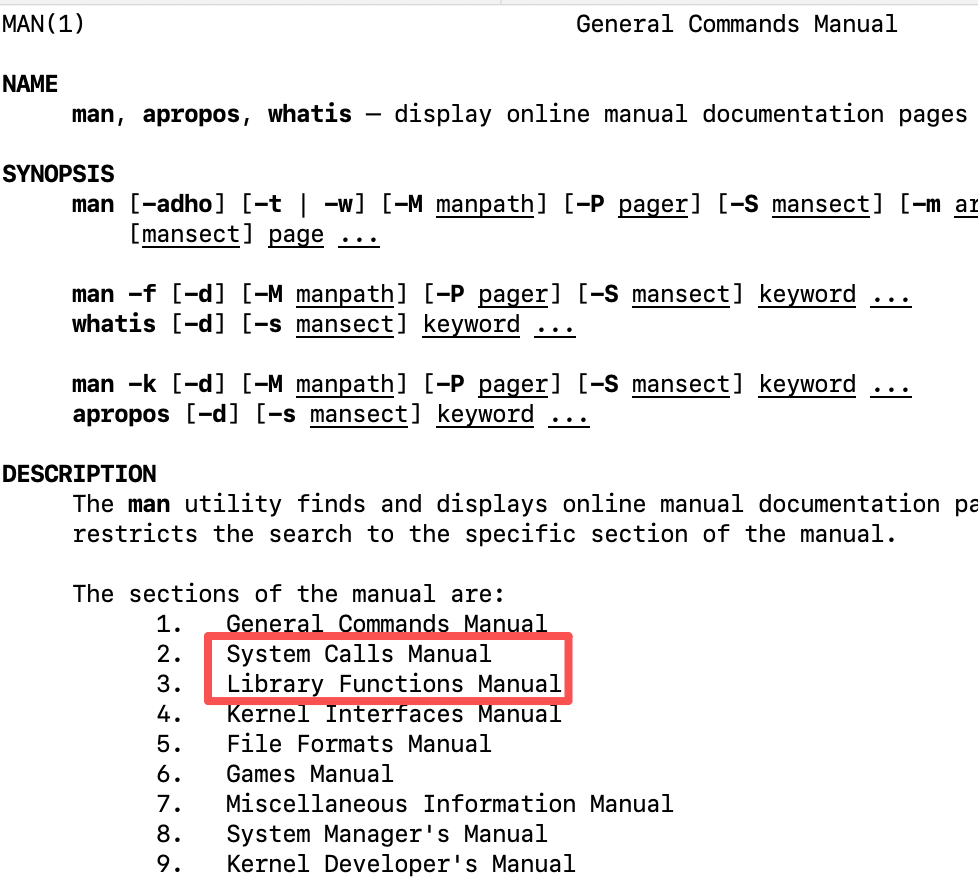 MAN(1) General Commands Manual
NAME
man, apropos, whatis – display online manual documentation pages
SYNOPSIS
man [-adho] [-t | -w] [-M manpath] [-P pager] [-S mansect] [-m ar
[mansect] page ...
man -f [-d] [-M manpath] [-P pager] [-S mansect] keyword ...
whatis [-d] [-s mansect] keyword ...
man -k [-d] [-M manpath] [-P pager] [-S mansect] keyword ...
apropos [-d] [-s mansect] keyword ...
DESCRIPTION
The man utility finds and displays online manual documentation pa
restricts the search to the specific section of the manual.
The sections of the manual are:
1. General Commands Manual
2. System Calls Manual
3. Library Functions Manual
4. Kernel Interfaces Manual
5. File Formats Manual
6. Games Manual
7. Miscellaneous Information Manual
8. System Manager's Manual
9. Kernel Developer's Manual